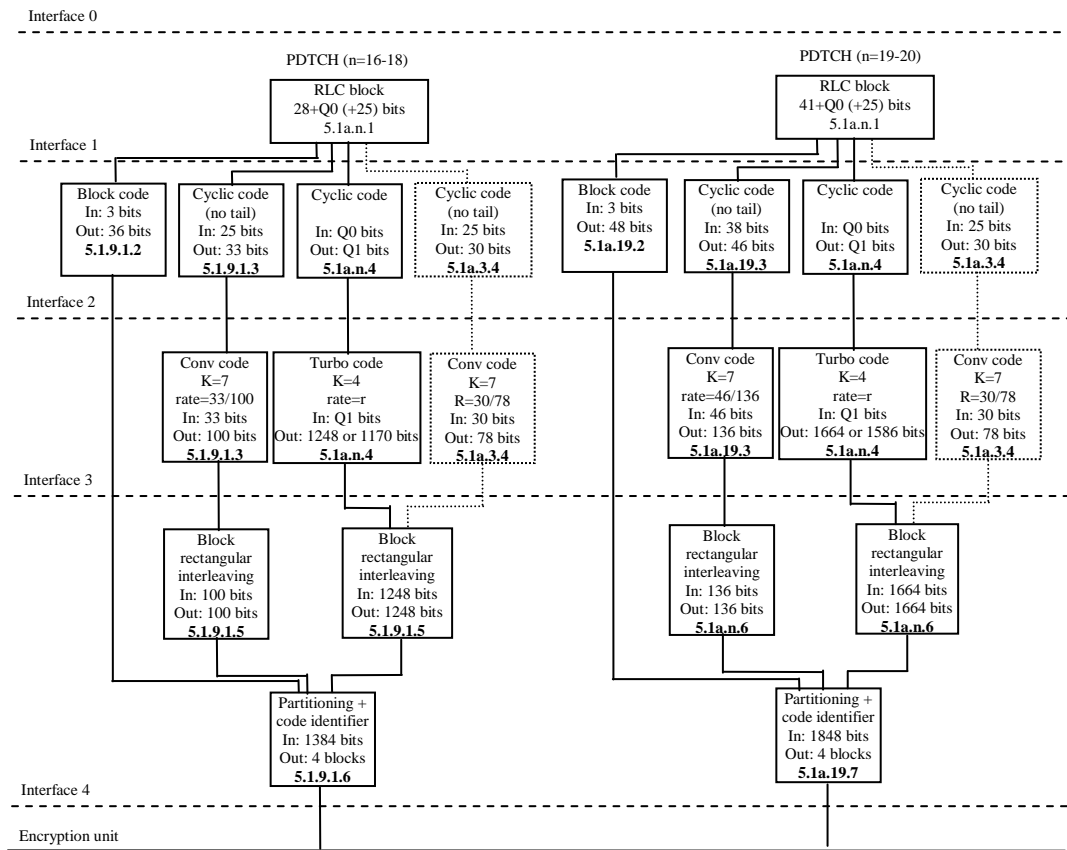 Interface 0
PDTCH (n=16-18)
RLC block
28+Q0 (+25) bits
5.1a.n.1
PDTCH (n=19-20)
RLC block
41+Q0 (+25) bits
5.1a.n.1
Interface 1
Block code
In: 3 bits
Out: 36 bits
5.1.9.1.2
Cyclic code
(no tail)
In: 25 bits
Out: 33 bits
5.1.9.1.3
Cyclic code
In: Q0 bits
Out: Q1 bits
5.1a.n.4
Cyclic code
(no tail)
In: 25 bits
Out: 30 bits
5.1a.3.4
Block code
In: 3 bits
Out: 48 bits
5.1a.19.2
Cyclic code
(no tail)
In: 38 bits
Out: 46 bits
5.1a.19.3
Cyclic code
In: Q0 bits
Out: Q1 bits
5.1a.n.4
Cyclic code
(no tail)
In: 25 bits
Out: 30 bits
5.1a.3.4
Interface 2
Conv code
K=7
rate=33/100
In: 33 bits
Out: 100 bits
5.1.9.1.3
Turbo code
K=4
rate=r
In: Q1 bits
Out: 1248 or 1170 bits
5.1a.n.4
Conv code
K=7
R=30/78
In: 30 bits
Out: 78 bits
5.1a.3.4
Conv code
K=7
rate=46/136
In: 46 bits
Out: 136 bits
5.1a.19.3
Turbo code
K=4
rate=r
In: Q1 bits
Out: 1664 or 1586 bits
5.1a.n.4
Conv code
K=7
R=30/78
In: 30 bits
Out: 78 bits
5.1a.3.4
Interface 3
Block
rectangular
interleaving
In: 100 bits
Out: 100 bits
5.1.9.1.5
Block
rectangular
interleaving
In: 1248 bits
Out: 1248 bits
5.1.9.1.5
Block
rectangular
interleaving
In: 136 bits
Out: 136 bits
5.1a.n.6
Block
rectangular
interleaving
In: 1664 bits
Out: 1664 bits
5.1a.n.6
Partitioning +
code identifier
In: 1384 bits
Out: 4 blocks
5.1.9.1.6
Partitioning +
code identifier
In: 1848 bits
Out: 4 blocks
5.1a.19.7
Interface 4
Encryption unit